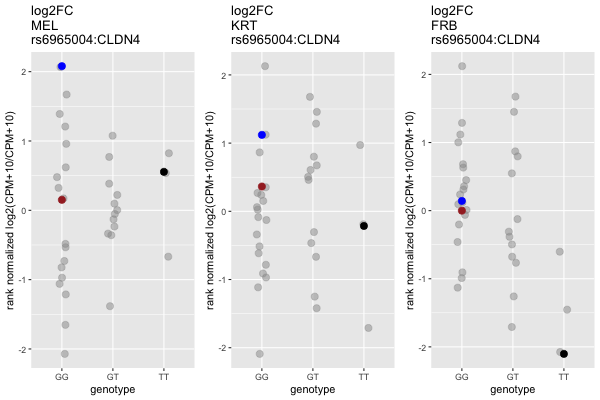 log2FC
MEL
rs6965004:CLDN4
rank normalized log2(CPM+10/CPM+10)
2
1
0
-1
-2
GG
GT
TT
genotype
log2FC
KRT
rs6965004:CLDN4
rank normalized log2(CPM+10/CPM+10)
2
1
0
-1
-2
GG
GT
TT
genotype
log2FC
FRB
rs6965004:CLDN4
rank normalized log2(CPM+10/CPM+10)
2
1
0
-1
-2
GG
GT
TT
genotype